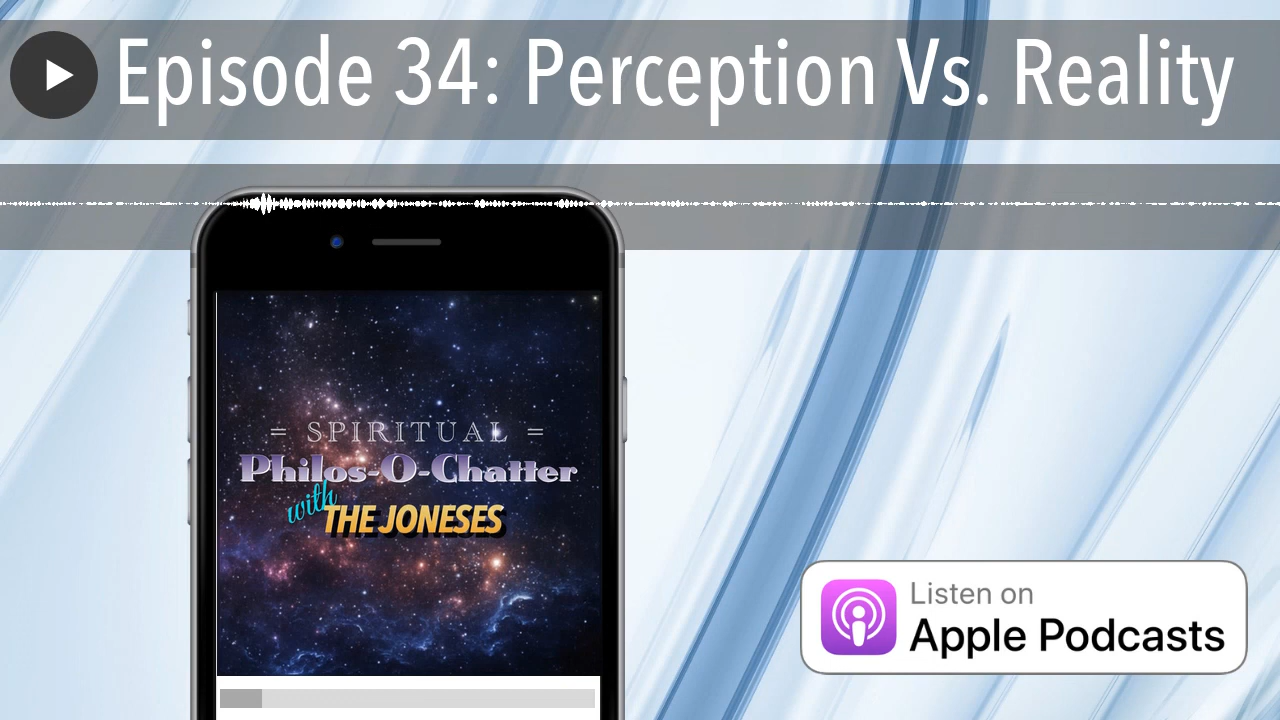 Episode 34: Perception Vs. Reality
= SPIRITUAL =
Philos-O-Chatter
with
THE JONESES
Listen on
Apple Podcasts